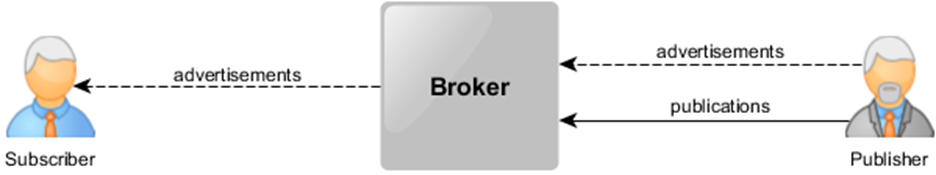 advertisements
advertisements
Broker
publications
Subscriber
Publisher